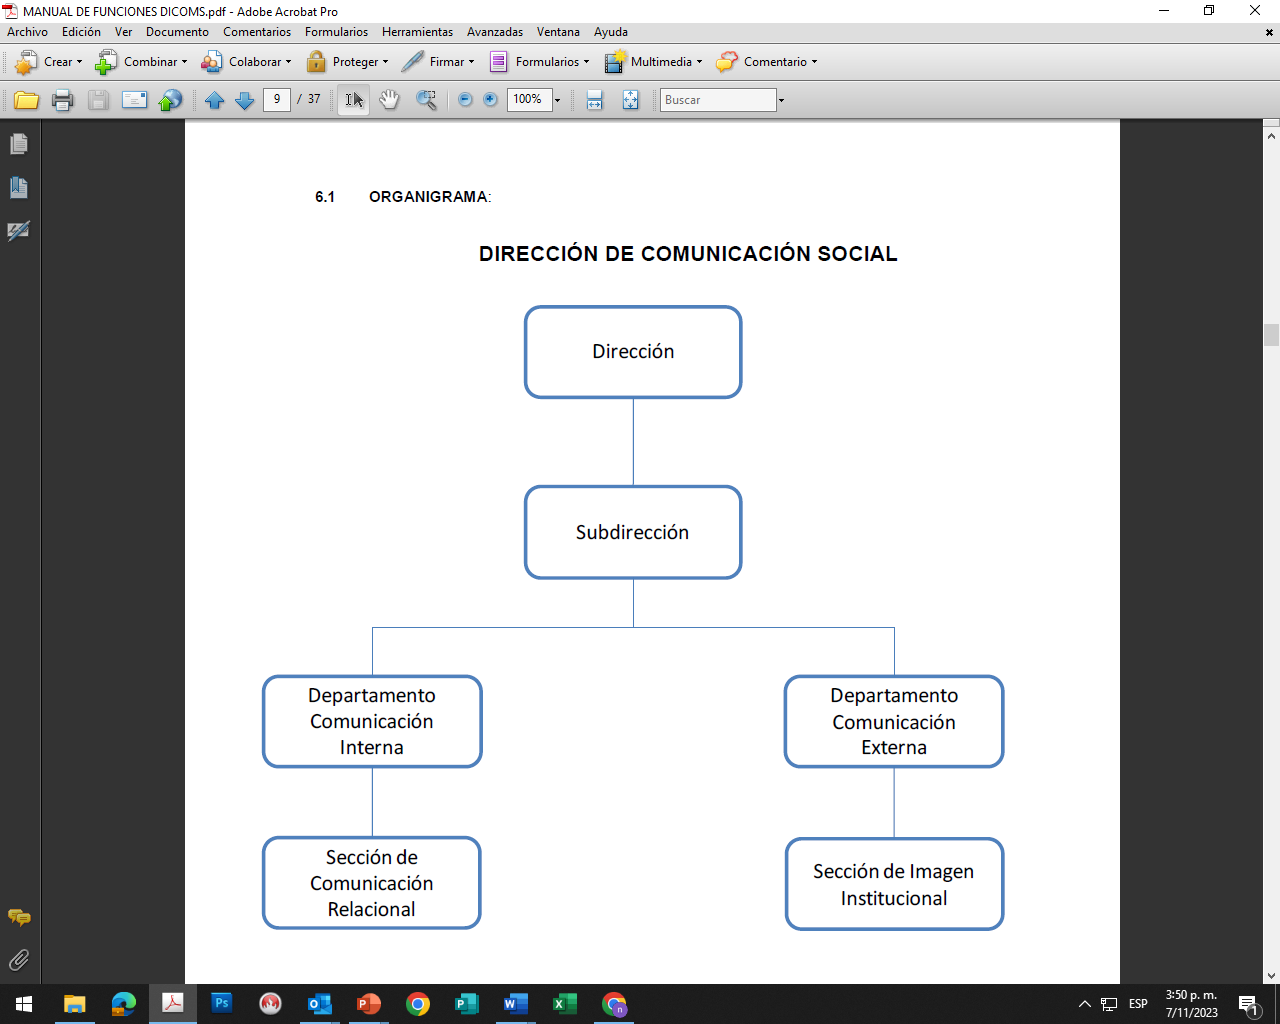 MANUAL DE FUNCIONES DICOMS.pdf - Adobe Acrobat Pro
Archivo Edición Ver Documento Comentarios Formularios Herramientas Avanzadas Ventana Ayuda
Crear Combinar Colaborar Proteger Firmar Formularios Multimedia Comentario
9 / 37 100% Buscar
6.1 ORGANIGRAMA:
DIRECCIÓN DE COMUNICACIÓN SOCIAL
Dirección
Subdirección
Departamento
Comunicación
Interna
Departamento
Comunicación
Externa
Sección de
Comunicación
Relacional
Sección de Imagen
Institucional
ESP
3:50 p. m.
7/11/2023
1